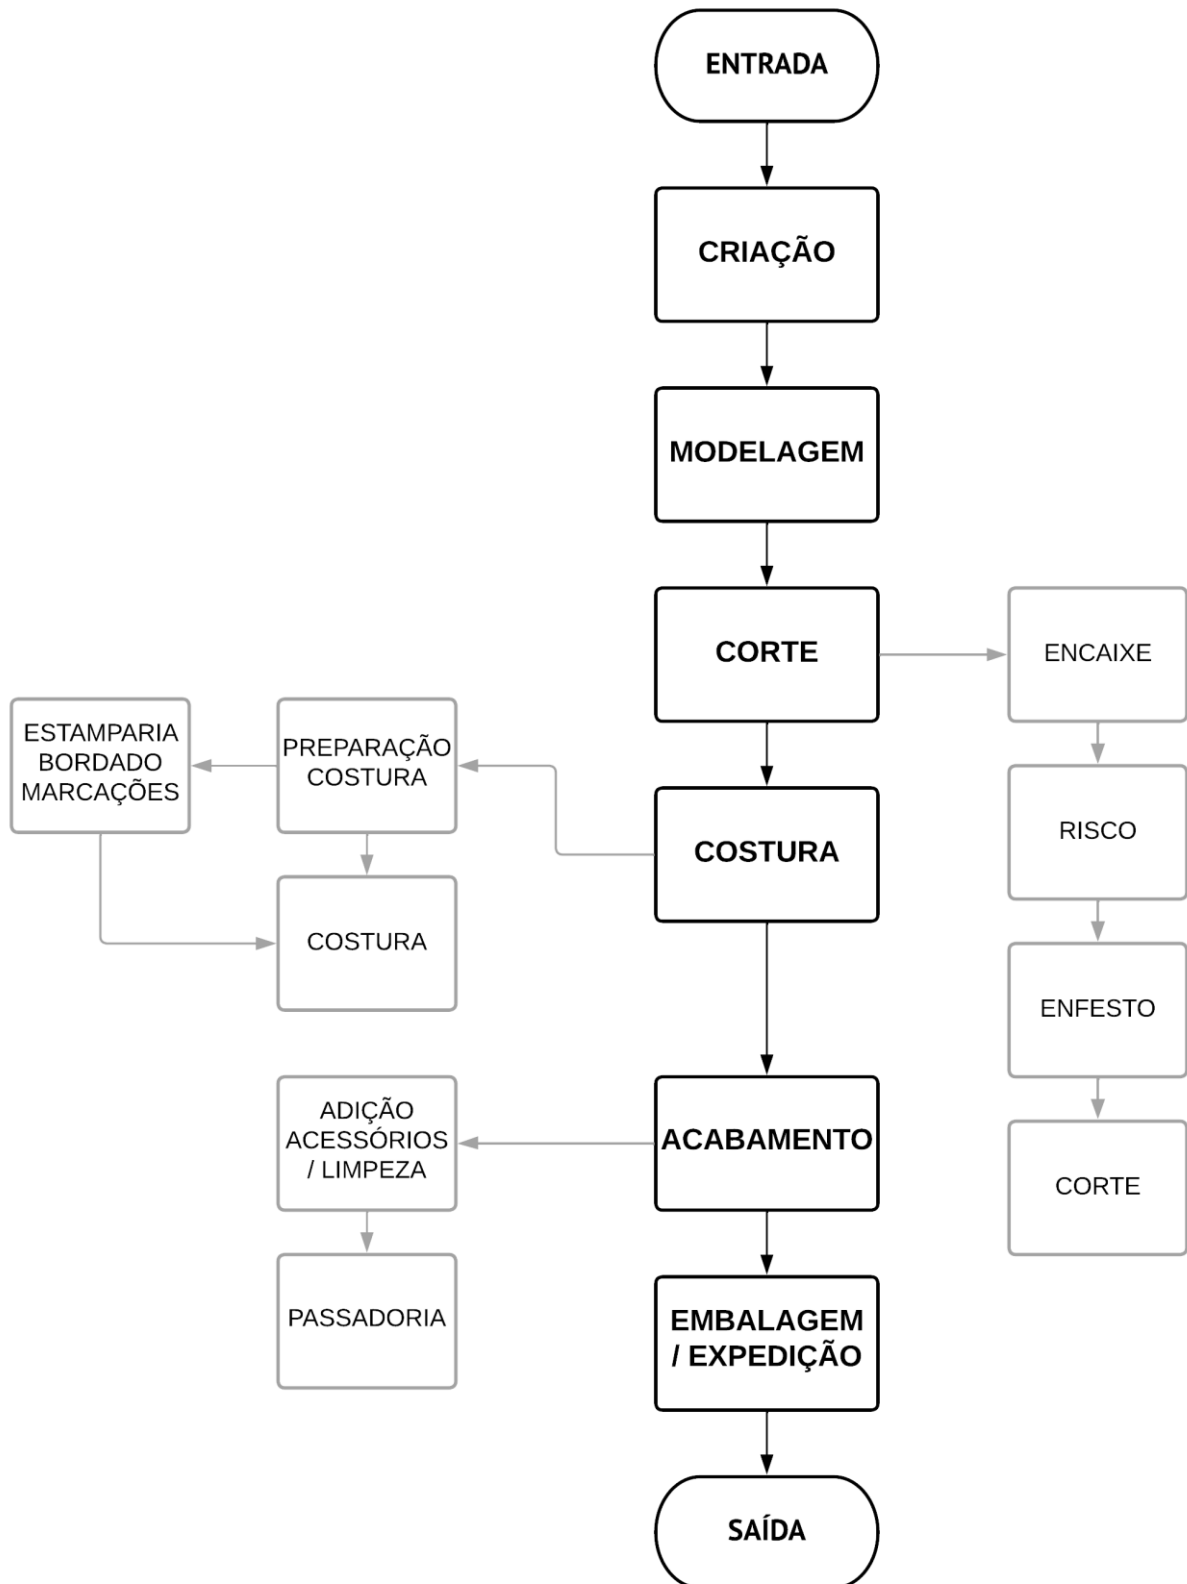 ENTRADA
CRIAÇÃO
MODELAGEM
CORTE
ENCAIXE
ESTAMPARIA
BORDADO
MARCAÇÕES
PREPARAÇÃO
COSTURA
COSTURA
RISCO
COSTURA
ENFESTO
ADIÇÃO
ACESSÓRIOS
/ LIMPEZA
ACABAMENTO
CORTE
PASSADORIA
EMBALAGEM
/ EXPEDIÇÃO
SAÍDA